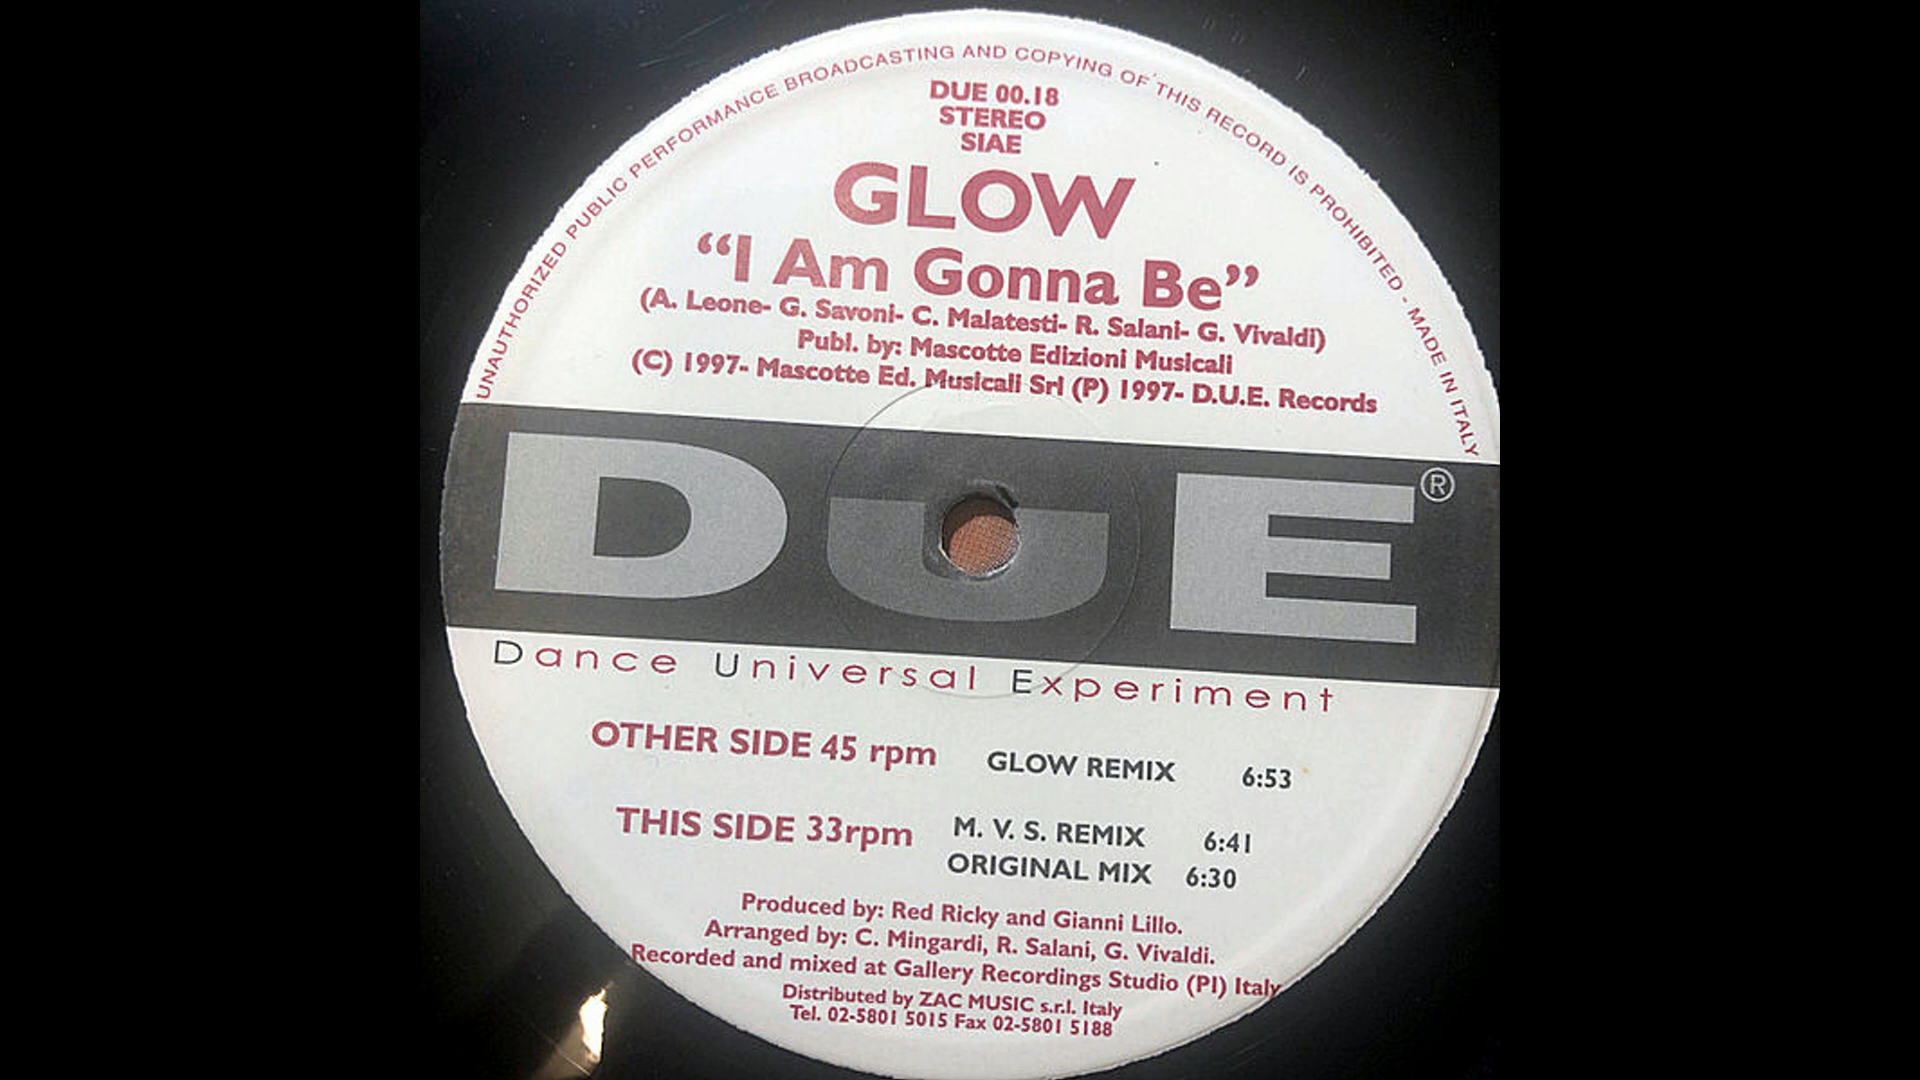 UNAUTHORIZED PUBLIC PERFORMANCE BROADCASTING AND COPYING OF THIS RECORD IS PROHIBITED - MADE IN ITALY
DUE 00.18
STEREO
SIAE
GLOW
“I Am Gonna Be”
(A. Leone- G. Savoni- C. Malatesti- R. Salani- G. Vivaldi)
Publ. by: Mascotte Edizioni Musicali
(C) 1997- Mascotte Ed. Musicali Srl (P) 1997- D.U.E. Records
DUE®
Dance Universal Experiment
OTHER SIDE 45 rpm GLOW REMIX 6:53
THIS SIDE 33rpm M. V. S. REMIX 6:41
ORIGINAL MIX 6:30
Produced by: Red Ricky and Gianni Lillo.
Arranged by: C. Mingardi, R. Salani, G. Vivaldi.
Recorded and mixed at Gallery Recordings Studio (PI) Italy
Distributed by ZAC MUSIC s.r.l. Italy
Tel. 02-5801 5015 Fax 02-5801 5188